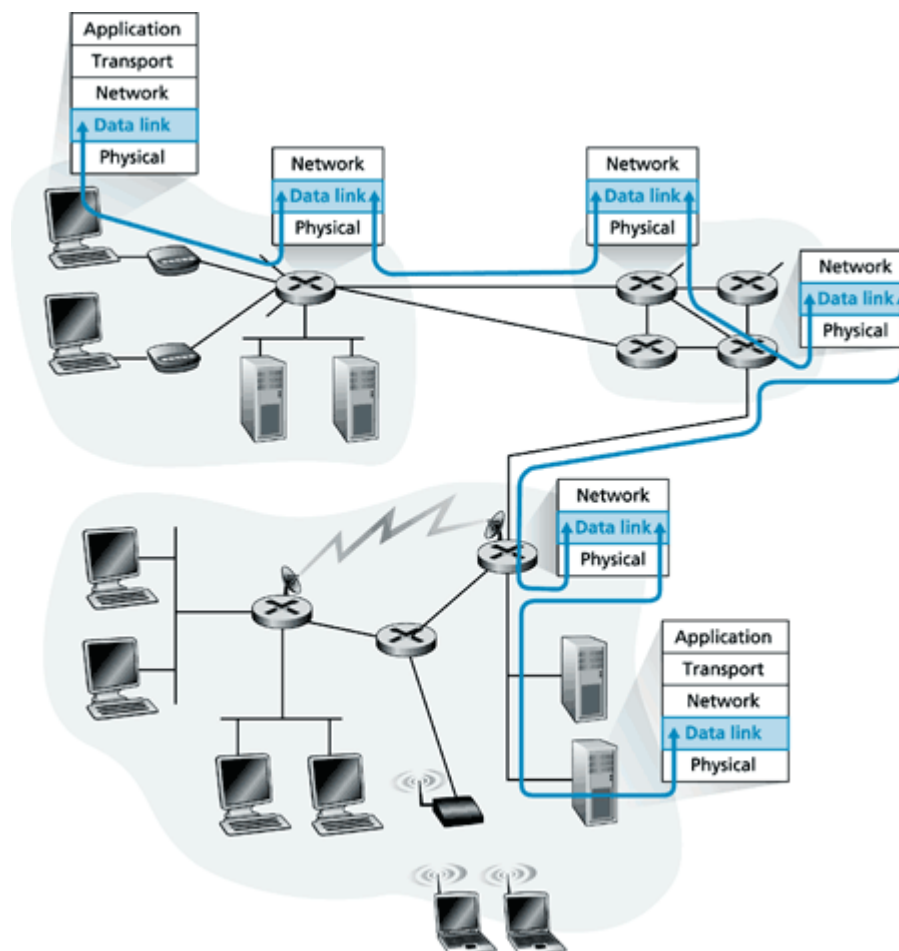 Application
Transport
Network
Data link
Physical
Network
Data link
Physical
Network
Data link
Physical
Network
Data link
Physical
Network
Data link
Physical
Application
Transport
Network
Data link
Physical